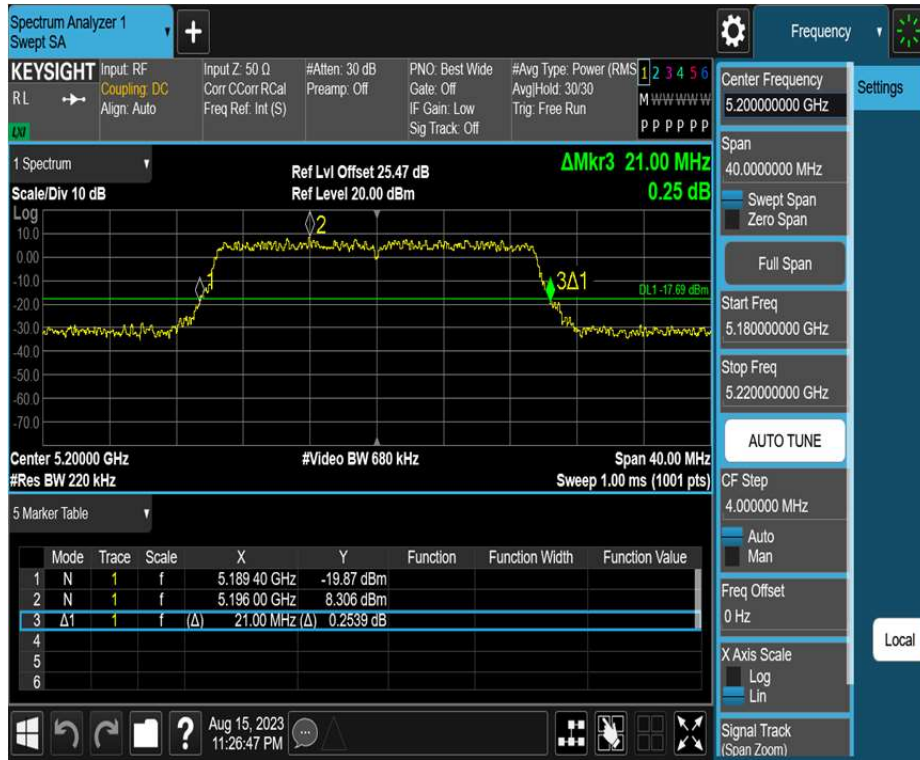 Spectrum Analyzer 1
Swept SA
+
Frequency
KEYSIGHT
R L
LXI
Input: RF
Coupling: DC
Align: Auto
Input Z: 50 Ω
Corr CCorr RCal
Freq Ref: Int (S)
#Atten: 30 dB
Preamp: Off
PNO: Best Wide
Gate: Off
IF Gain: Low
Sig Track: Off
#Avg Type: Power (RMS
Avg|Hold: 30/30
Trig: Free Run
1 2 3 4 5 6
M W W W W W
P P P P P P
1 Spectrum
Scale/Div 10 dB
Ref Lvl Offset 25.47 dB
Ref Level 20.00 dBm
ΔMkr3 21.00 MHz
0.25 dB
Log
10.0
0.00
-10.0
-20.0
-30.0
-40.0
-50.0
-60.0
-70.0
2
1
3Δ1
DL1 -17.69 dBm
Center 5.20000 GHz
#Res BW 220 kHz
#Video BW 680 kHz
Span 40.00 MHz
Sweep 1.00 ms (1001 pts)
5 Marker Table
Mode Trace Scale X Y Function Function Width Function Value
1 N 1 f 5.189 40 GHz -19.87 dBm
2 N 1 f 5.196 00 GHz 8.306 dBm
3 Δ1 1 f (Δ) 21.00 MHz (Δ) 0.2539 dB
4
5
6
?
Aug 15, 2023
11:26:47 PM
Center Frequency
5.200000000 GHz
Span
40.0000000 MHz
Swept Span
Zero Span
Full Span
Start Freq
5.180000000 GHz
Stop Freq
5.220000000 GHz
AUTO TUNE
CF Step
4.000000 MHz
Auto
Man
Freq Offset
0 Hz
X Axis Scale
Log
Lin
Signal Track
(Span Zoom)
Settings
Local